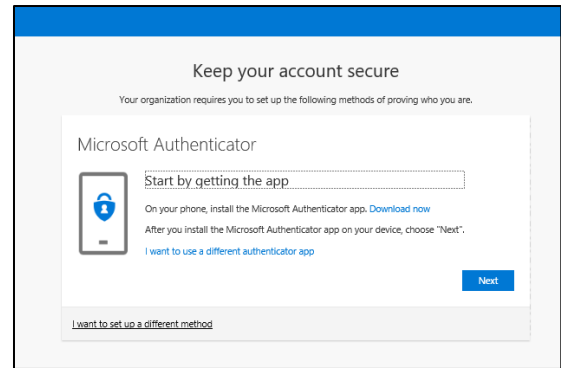 Keep your account secure
Your organization requires you to set up the following methods of proving who you are.
Microsoft Authenticator
Start by getting the app
On your phone, install the Microsoft Authenticator app. Download now
After you install the Microsoft Authenticator app on your device, choose "Next".
I want to use a different authenticator app
Next
I want to set up a different method